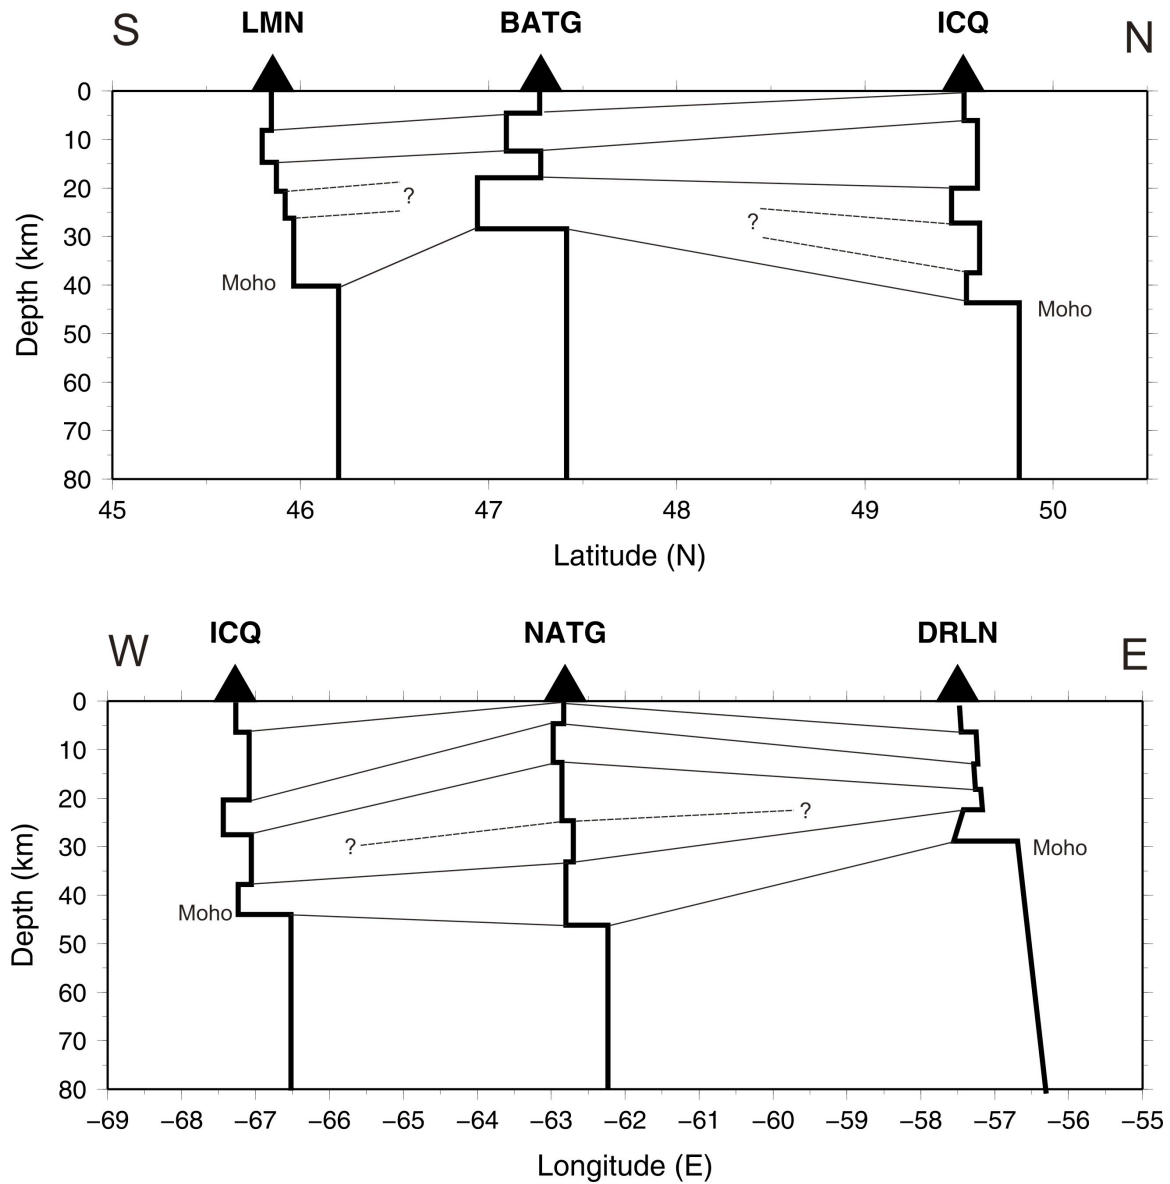 S LMN BATG ICQ N
0
10
20
30
40
50
60
70
80
Depth (km)
?
?
Moho
Moho
45 46 47 48 49 50
Latitude (N)
W ICQ NATG DRLN E
0
10
20
30
40
50
60
70
80
Depth (km)
?
?
Moho
Moho
−69 −68 −67 −66 −65 −64 −63 −62 −61 −60 −59 −58 −57 −56 −55
Longitude (E)